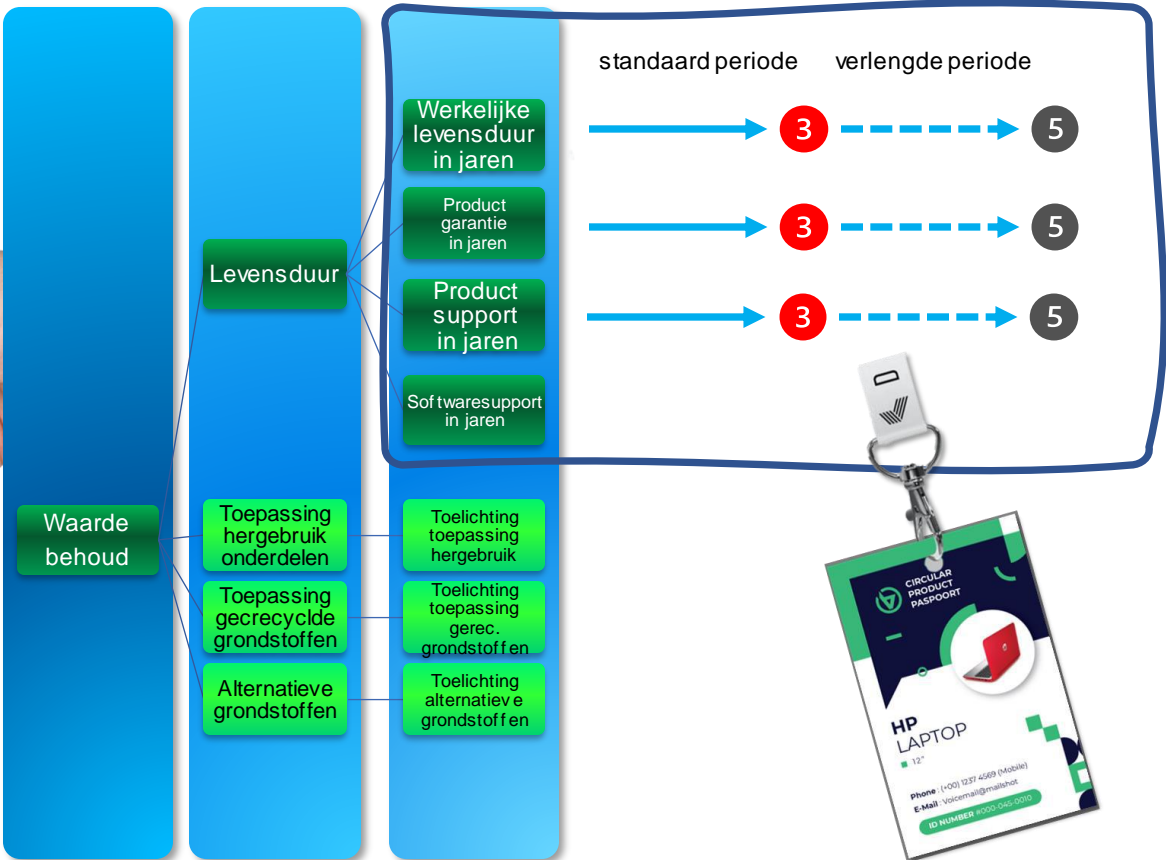 standaard periode
verlengde periode
Werkelijke
levensduur
in jaren
3
5
Product
garantie
in jaren
3
5
Levensduur
Product
support
in jaren
3
5
Softwaresupport
in jaren
Waarde
behoud
Toepassing
hergebruik
onderdelen
Toelichting
toepassing
hergebruik
Toepassing
gecrecyclde
grondstoffen
Toelichting
toepassing
gerec.
grondstoffen
Alternatieve
grondstoffen
Toelichting
alternatieve
grondstoffen
CIRCULAR
PRODUCT
PASPOORT
HP
LAPTOP
12"
Phone : (+00) 1237 4569 (Mobile)
E-Mail : Voicemail@mailshot
ID NUMBER #000-045-0010